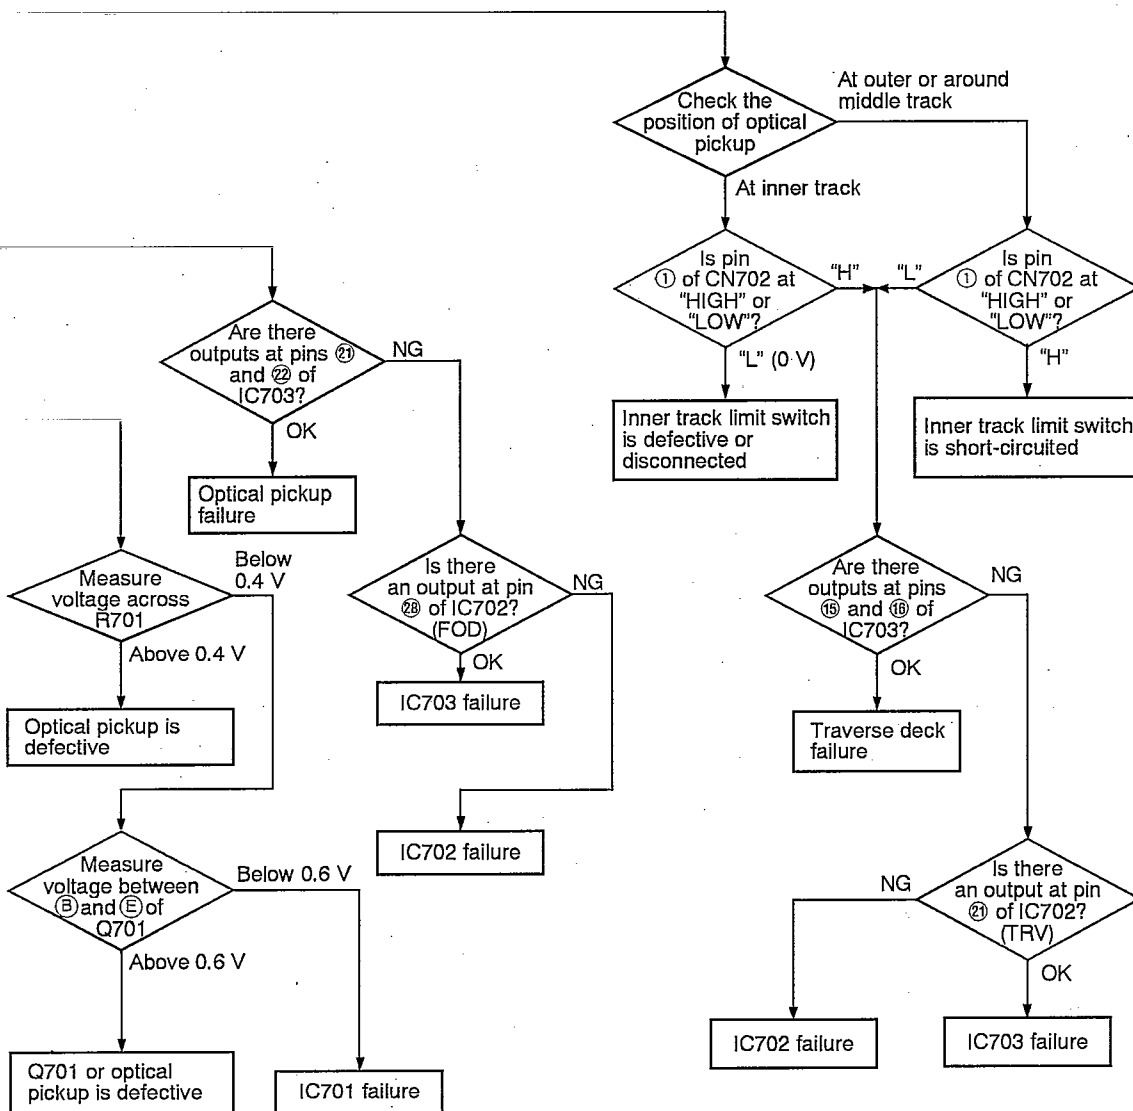 Check the
position of optical
pickup
At outer or around
middle track
At inner track
Is pin
① of CN702 at
“HIGH” or
“LOW”?
“H”
“L”
Is pin
① of CN702 at
“HIGH” or
“LOW”?
“L” (0 V)
“H”
Inner track limit switch
is defective or
disconnected
Inner track limit switch
is short-circuited
Are there
outputs at pins ㉑
and ㉒ of
IC703?
NG
OK
Optical pickup
failure
Measure
voltage across
R701
Below
0.4 V
Above 0.4 V
Optical pickup is
defective
Is there
an output at pin
㉘ of IC702?
(FOD)
NG
OK
IC703 failure
IC702 failure
Are there
outputs at pins
⑮ and ⑯ of
IC703?
NG
OK
Traverse deck
failure
Measure
voltage between
Ⓑ and Ⓔ of
Q701
Below 0.6 V
Above 0.6 V
Q701 or optical
pickup is defective
IC701 failure
Is there
an output at pin
㉑ of IC702?
(TRV)
NG
OK
IC702 failure
IC703 failure